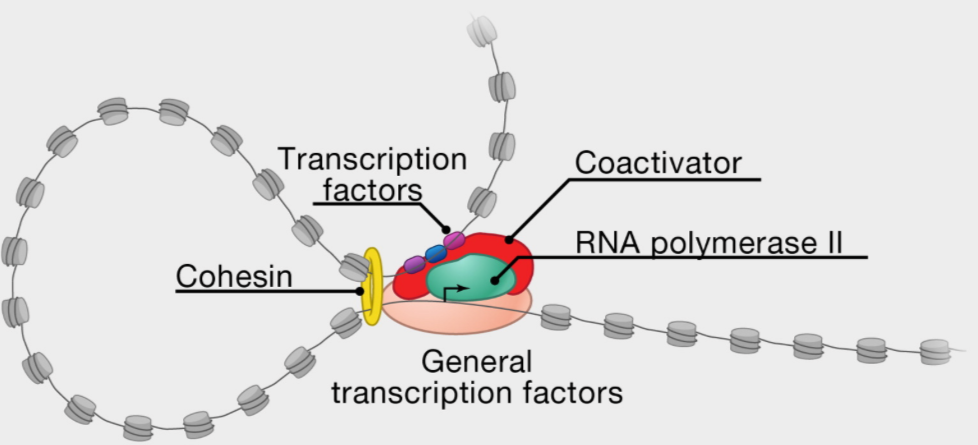 Transcription
factors
Coactivator
RNA polymerase II
Cohesin
General
transcription factors